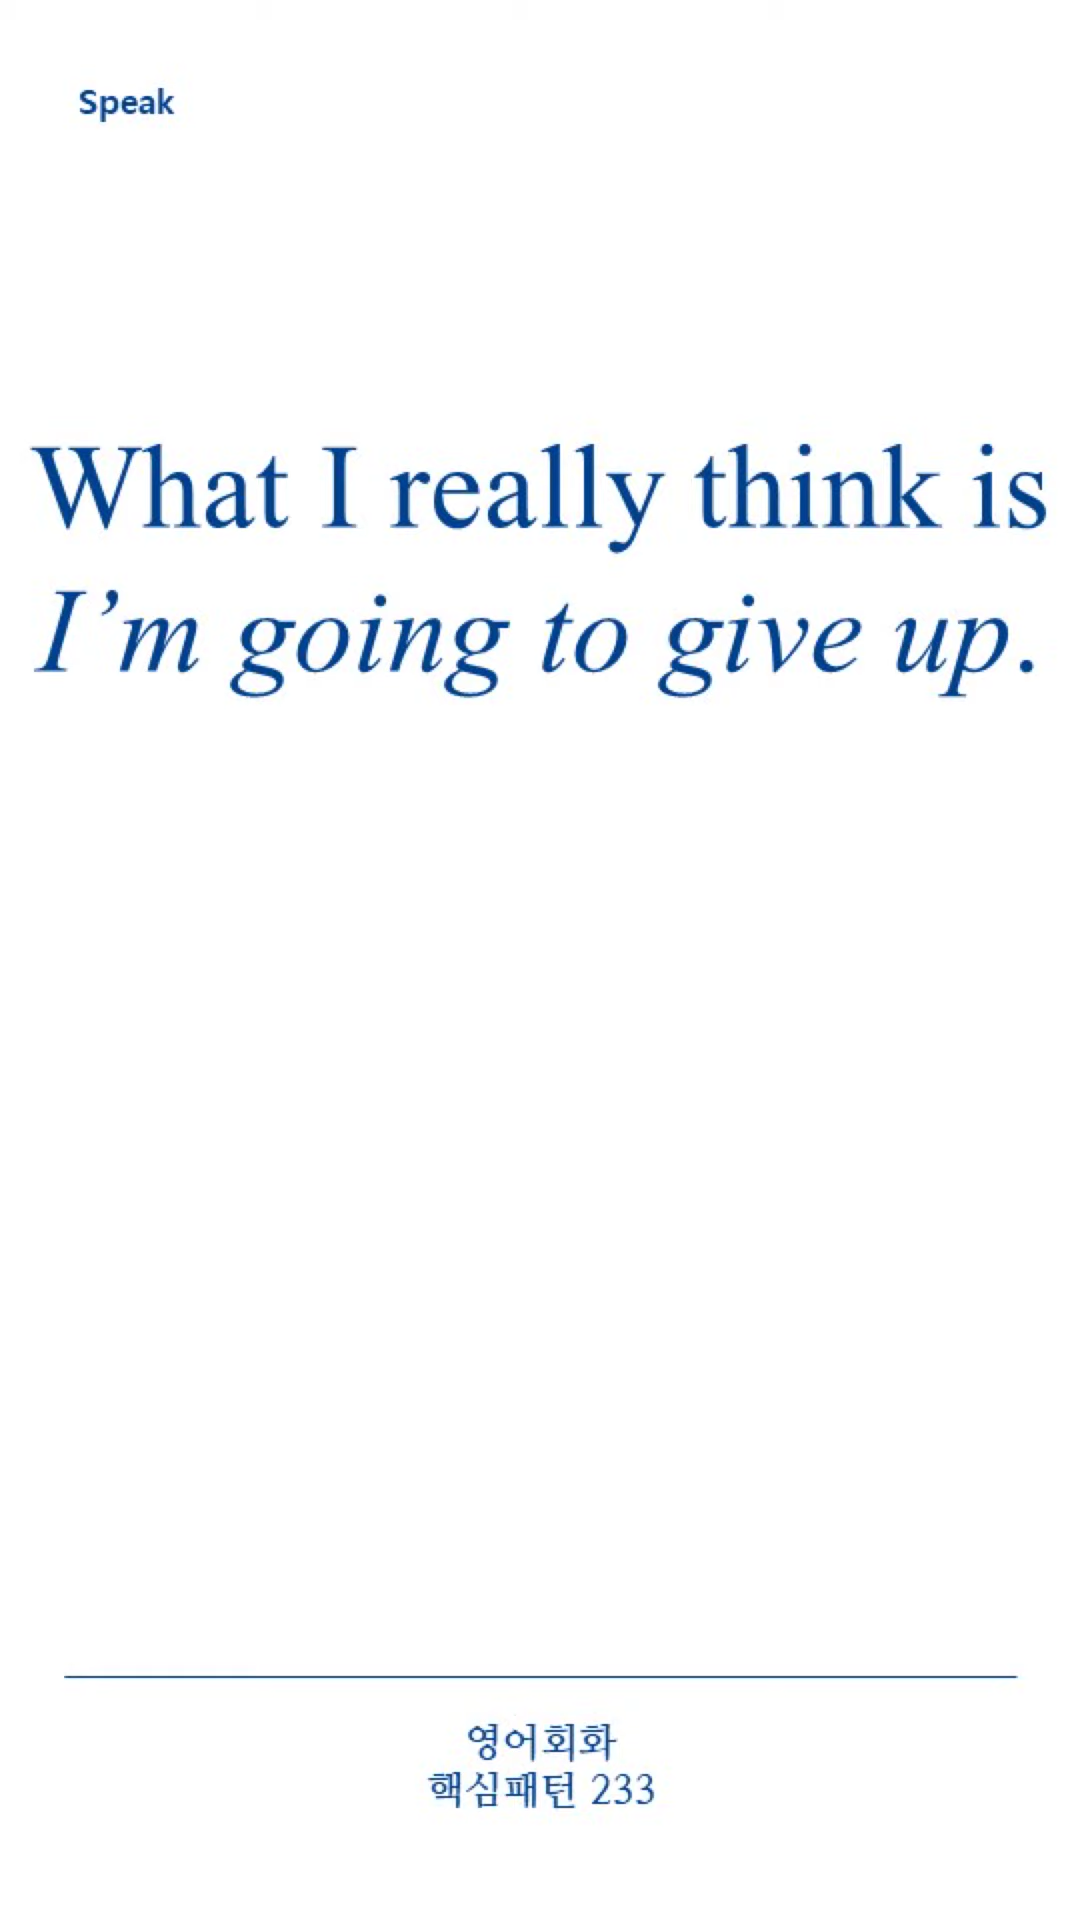 Speak
What I really think is
I’m going to give up.
영어회화
핵심패턴 233